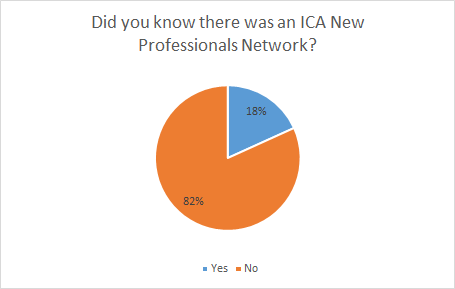 Did you know there was an ICA New
Professionals Network?
18%
82%
Yes No